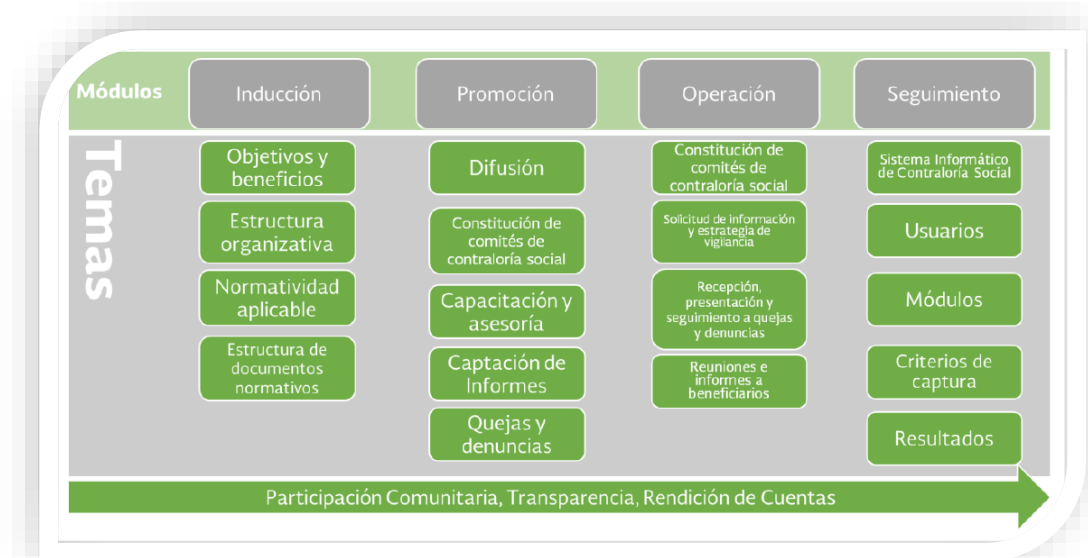 Módulos
Inducción
Promoción
Operación
Seguimiento
Temas
Objetivos y
beneficios
Estructura
organizativa
Normatividad
aplicable
Estructura de
documentos
normativos
Difusión
Constitución de
comités de
contraloría social
Capacitación y
asesoría
Captación de
Informes
Quejas y
denuncias
Constitución de
comités de
contraloría social
Solicitud de información
y estrategia de
vigilancia
Recepción,
presentación y
seguimiento a quejas
y denuncias
Reuniones e
informes a
beneficiarios
Sistema Informático
de Contraloría Social
Usuarios
Módulos
Criterios de
captura
Resultados
Participación Comunitaria, Transparencia, Rendición de Cuentas